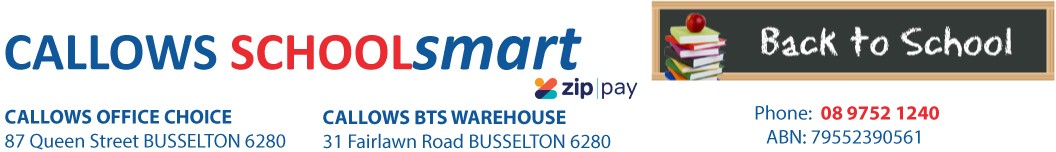 CALLOWS SCHOOLsmart
Back to School
zip pay
CALLOWS OFFICE CHOICE
87 Queen Street BUSSELTON 6280
CALLOWS BTS WAREHOUSE
31 Fairlawn Road BUSSELTON 6280
Phone: 08 9752 1240
ABN: 79552390561